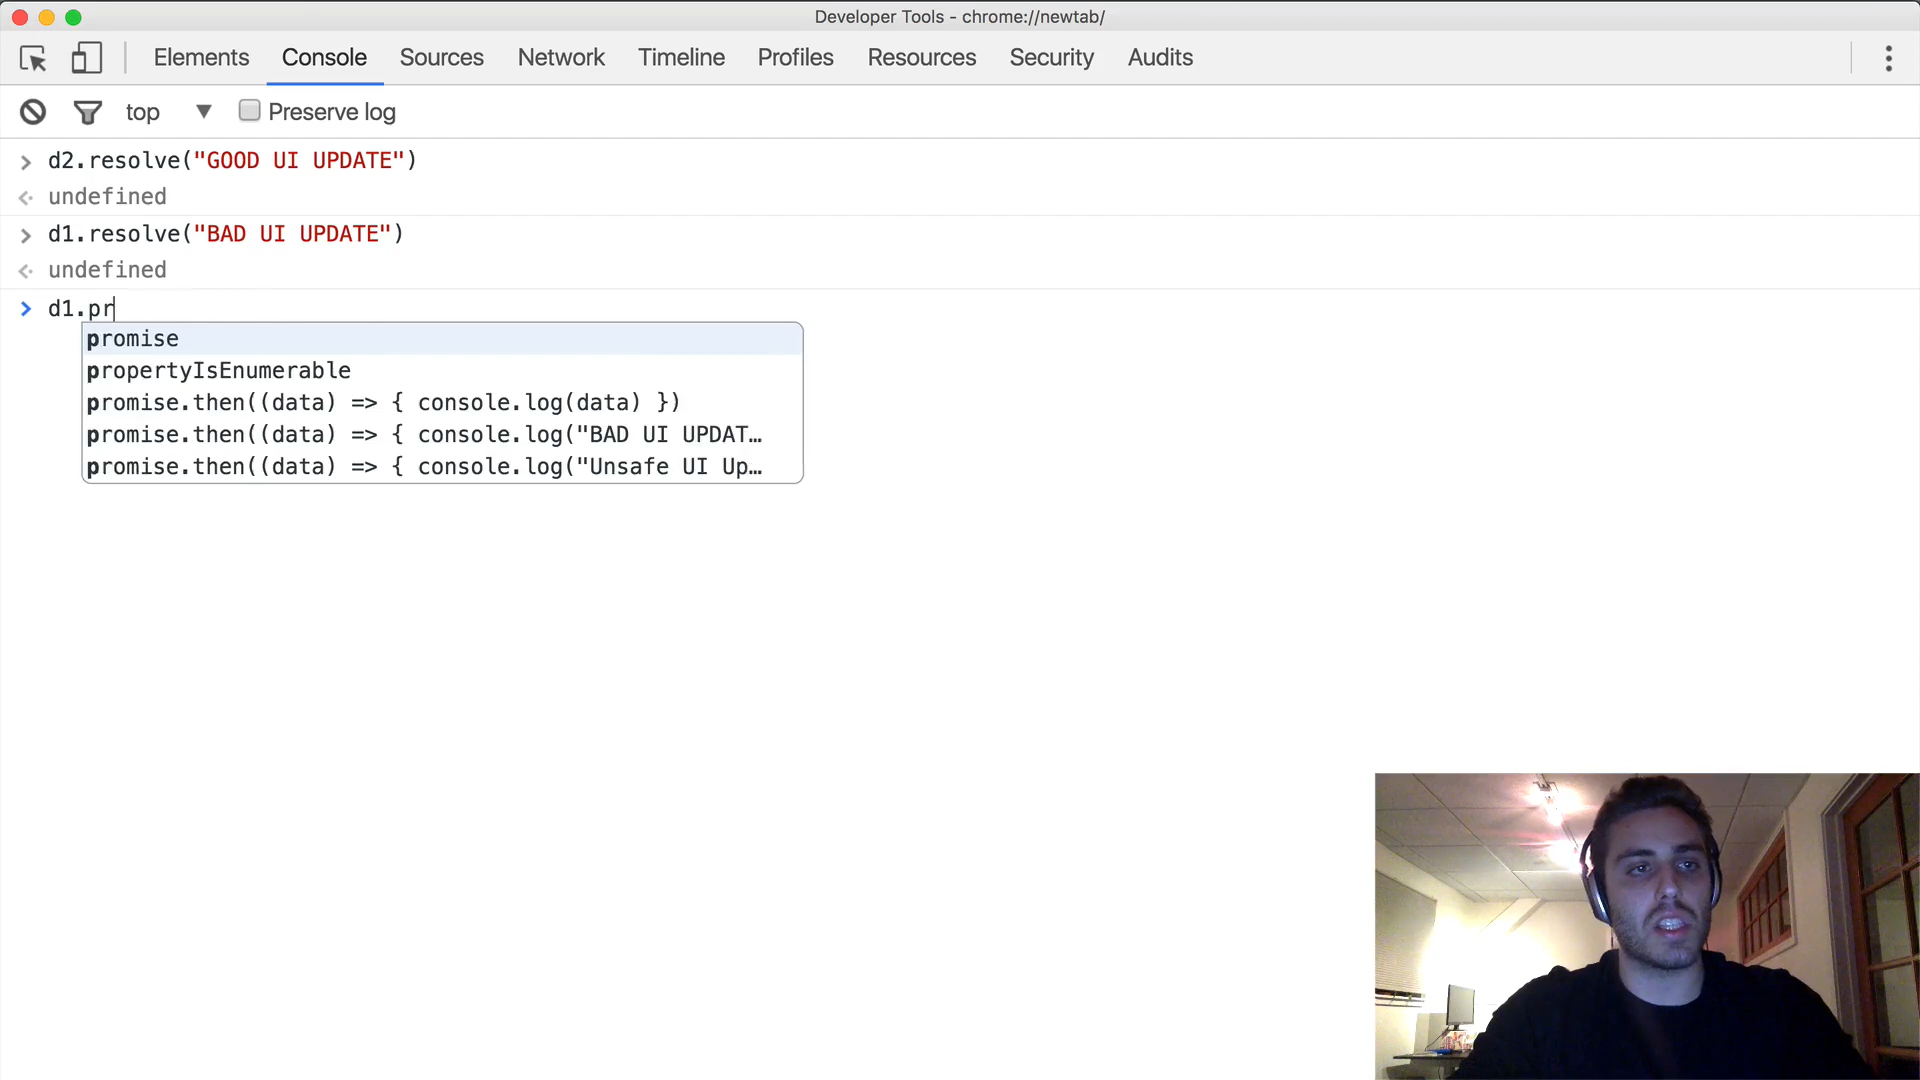 Developer Tools - chrome://newtab/
Elements Console Sources Network Timeline Profiles Resources Security Audits
top Preserve log
d2.resolve("GOOD UI UPDATE")
undefined
d1.resolve("BAD UI UPDATE")
undefined
d1.pr
promise
propertyIsEnumerable
promise.then((data) => { console.log(data) })
promise.then((data) => { console.log("BAD UI UPDAT…
promise.then((data) => { console.log("Unsafe UI Up…